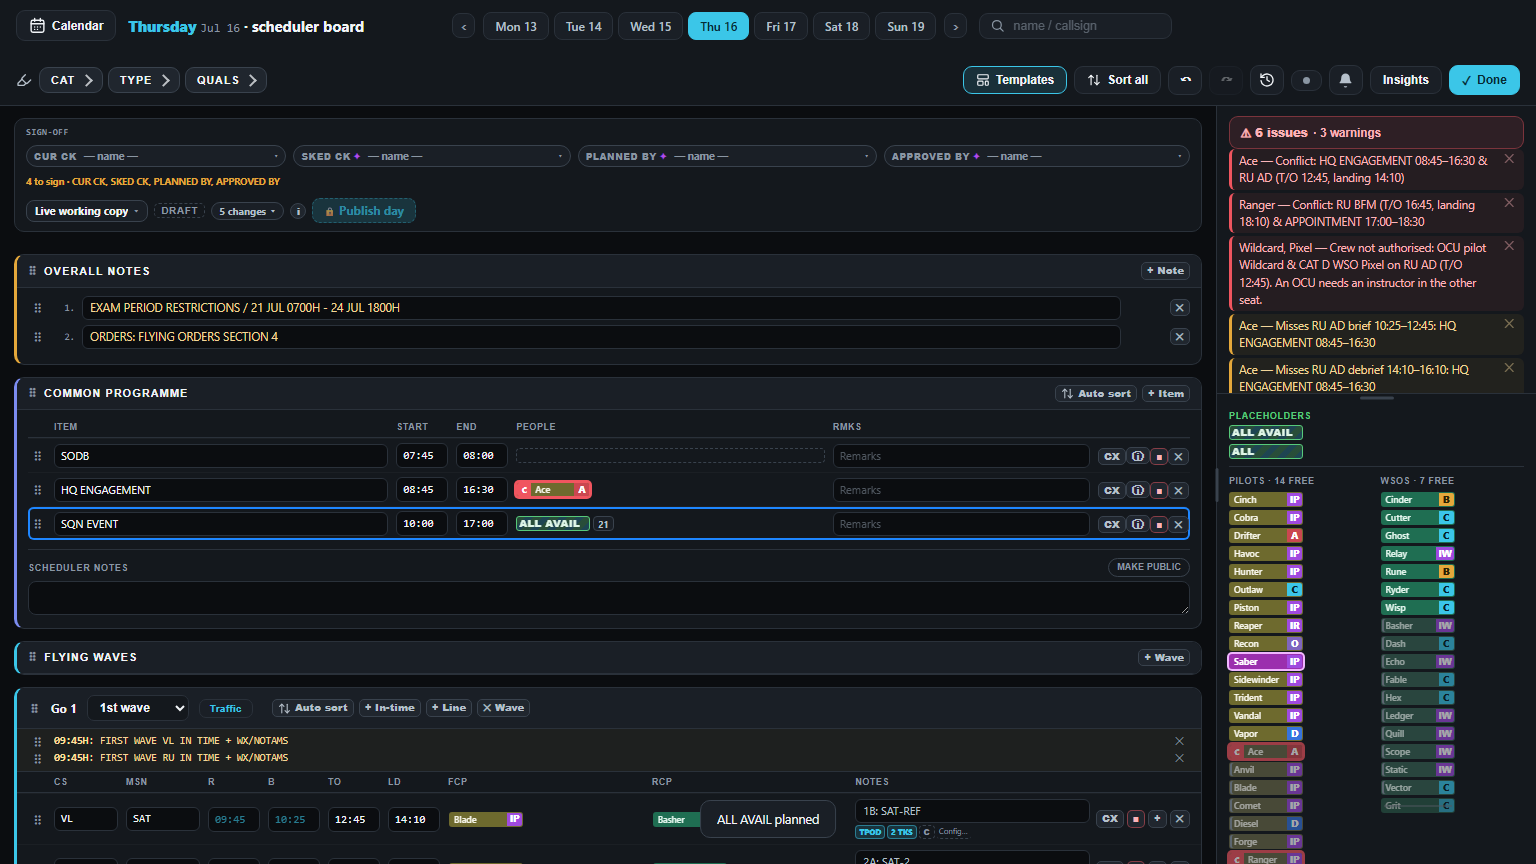 Calendar
Thursday Jul 16 · scheduler board
‹ Mon 13 Tue 14 Wed 15 Thu 16 Fri 17 Sat 18 Sun 19 ›
name / callsign
CAT TYPE QUALS
Templates Sort all Insights ✓ Done
SIGN-OFF
CUR CK — name —
SKED CK — name —
PLANNED BY — name —
APPROVED BY — name —
4 to sign · CUR CK, SKED CK, PLANNED BY, APPROVED BY
Live working copy DRAFT 5 changes i Publish day
OVERALL NOTES
+ Note
1. EXAM PERIOD RESTRICTIONS / 21 JUL 0700H - 24 JUL 1800H
2. ORDERS: FLYING ORDERS SECTION 4
COMMON PROGRAMME
Auto sort + Item
ITEM START END PEOPLE RMKS
SODB 07:45 08:00 Remarks CX
HQ ENGAGEMENT 08:45 16:30 C Ace A Remarks CX
SQN EVENT 10:00 17:00 ALL AVAIL 21 Remarks CX
SCHEDULER NOTES
MAKE PUBLIC
FLYING WAVES
+ Wave
Go 1 1st wave Traffic Auto sort + In-time + Line X Wave
09:45H: FIRST WAVE VL IN TIME + WX/NOTAMS
09:45H: FIRST WAVE RU IN TIME + WX/NOTAMS
CS MSN R B TO LD FCP RCP NOTES
VL SAT 09:45 10:25 12:45 14:10 Blade IP Basher 1B: SAT-REF CX
TPOD 2 TKS C Config...
ALL AVAIL planned
2A: SAT-2
⚠ 6 issues · 3 warnings
Ace — Conflict: HQ ENGAGEMENT 08:45–16:30 &
RU AD (T/O 12:45, landing 14:10)
Ranger — Conflict: RU BFM (T/O 16:45, landing
18:10) & APPOINTMENT 17:00–18:30
Wildcard, Pixel — Crew not authorised: OCU pilot
Wildcard & CAT D WSO Pixel on RU AD (T/O
12:45). An OCU needs an instructor in the other
seat.
Ace — Misses RU AD brief 10:25–12:45: HQ
ENGAGEMENT 08:45–16:30
Ace — Misses RU AD debrief 14:10–16:10: HQ
ENGAGEMENT 08:45–16:30
PLACEHOLDERS
ALL AVAIL
ALL
PILOTS · 14 FREE
Cinch IP
Cobra IP
Drifter A
Havoc IP
Hunter IP
Outlaw C
Piston IP
Reaper IR
Recon O
Saber IP
Sidewinder IP
Trident IP
Vandal IP
Vapor D
C Ace A
Anvil IP
Blade IP
Comet IP
Diesel D
Forge IP
C Ranger IP
WSOS · 7 FREE
Cinder B
Cutter C
Ghost C
Relay IW
Rune B
Ryder C
Wisp C
Basher IW
Dash C
Echo IW
Fable C
Hex C
Ledger IW
Quill IW
Scope IW
Static IW
Vector C
Grit C